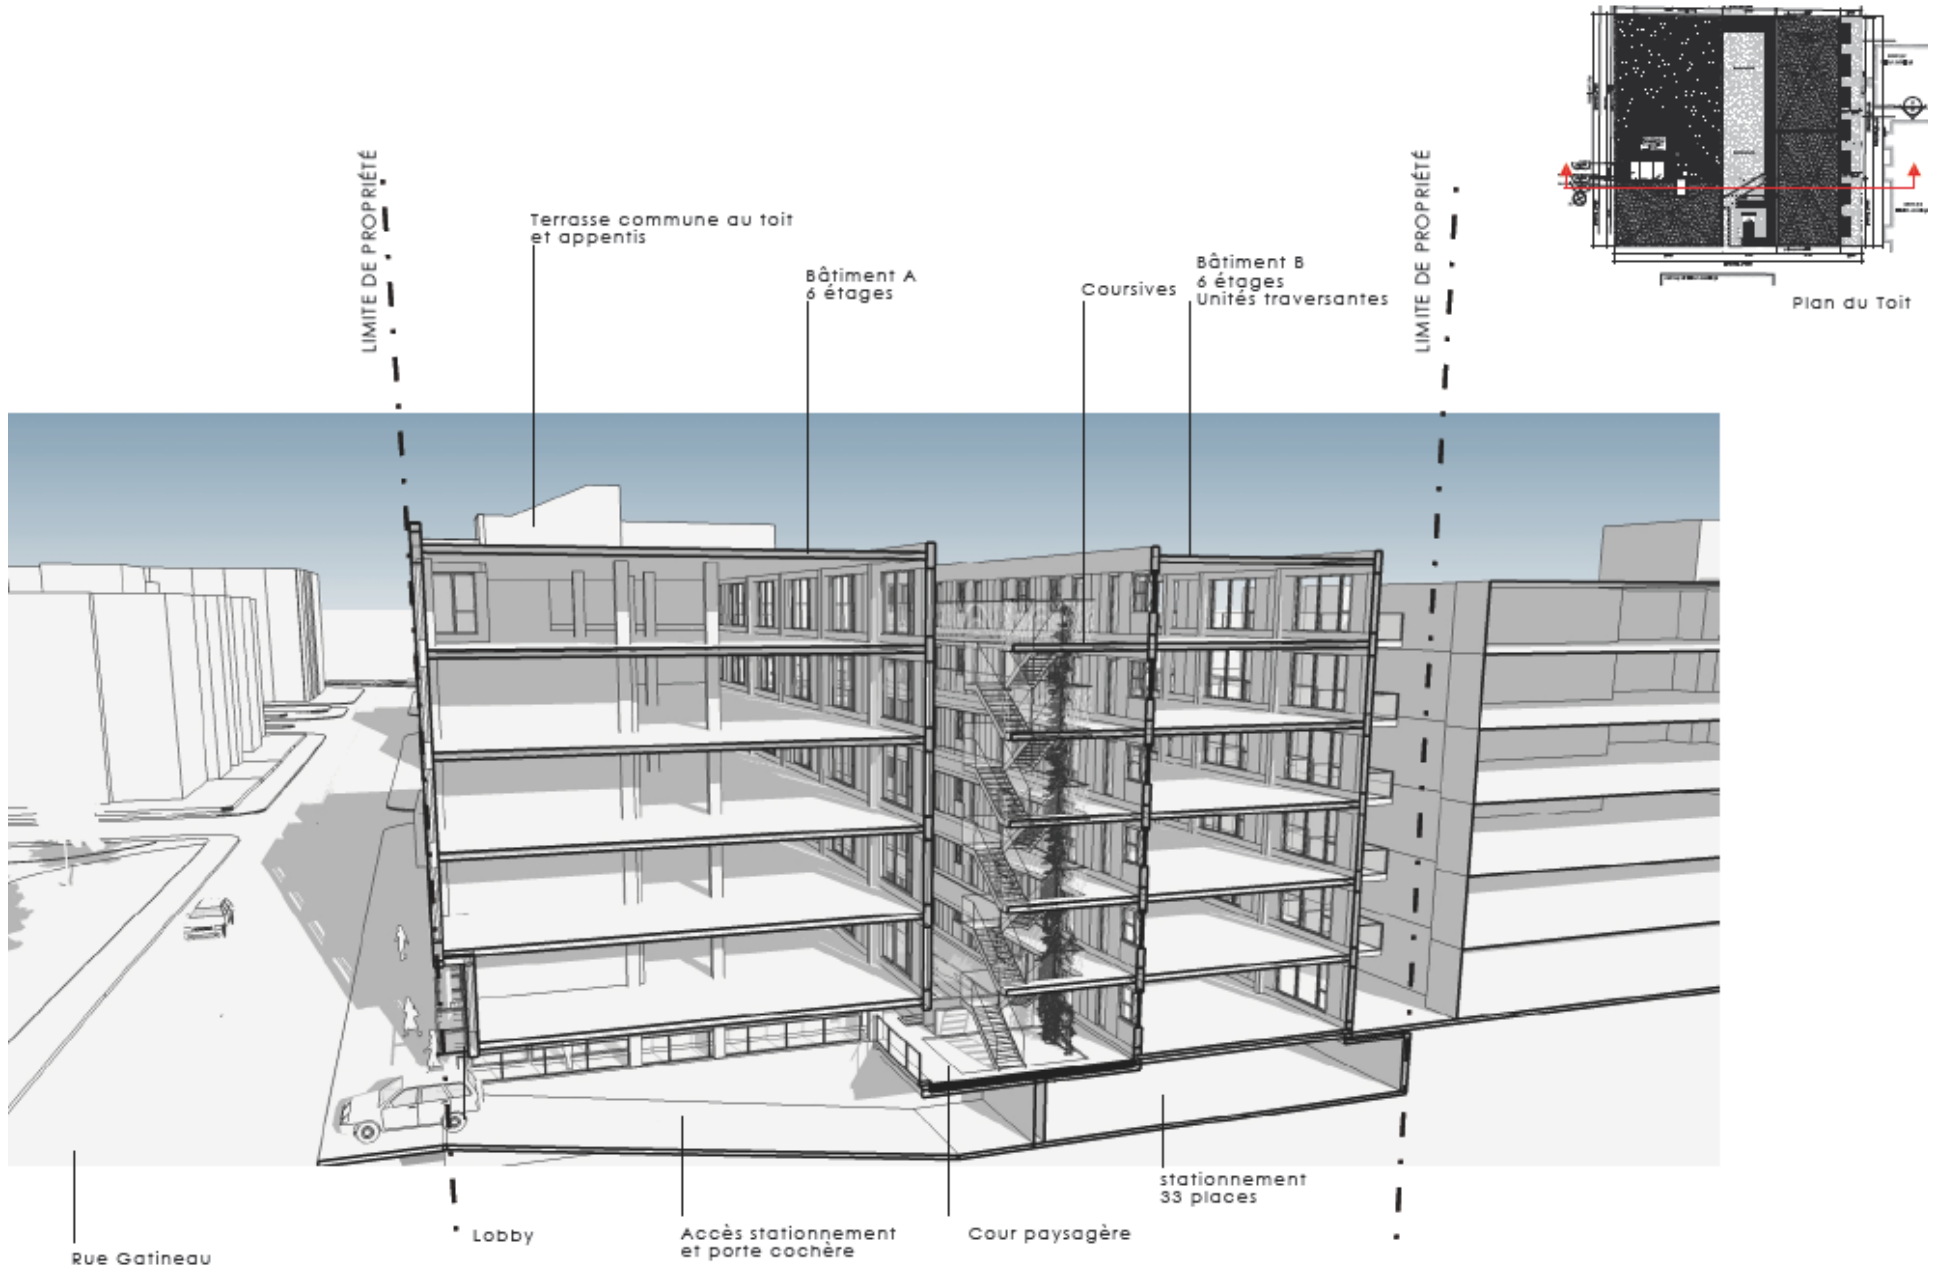 LIMITE DE PROPRIÉTÉ
Terrasse commune au toit
et appentis
Bâtiment A
6 étages
Coursives
Bâtiment B
6 étages
Unités traversantes
LIMITE DE PROPRIÉTÉ
Plan du Toit
Rue Gatineau
Lobby
Accès stationnement
et porte cochère
Cour paysagère
stationnement
33 places